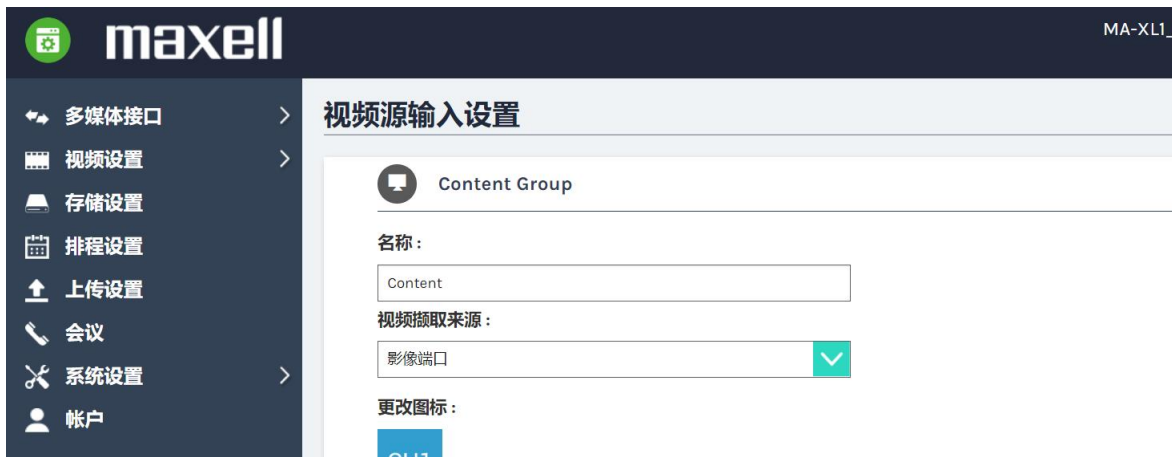 maxell
MA-XL1_
多媒体接口
视频设置
存储设置
排程设置
上传设置
会议
系统设置
帐户
视频源输入设置
Content Group
名称 :
Content
视频撷取来源 :
影像端口
更改图标 :